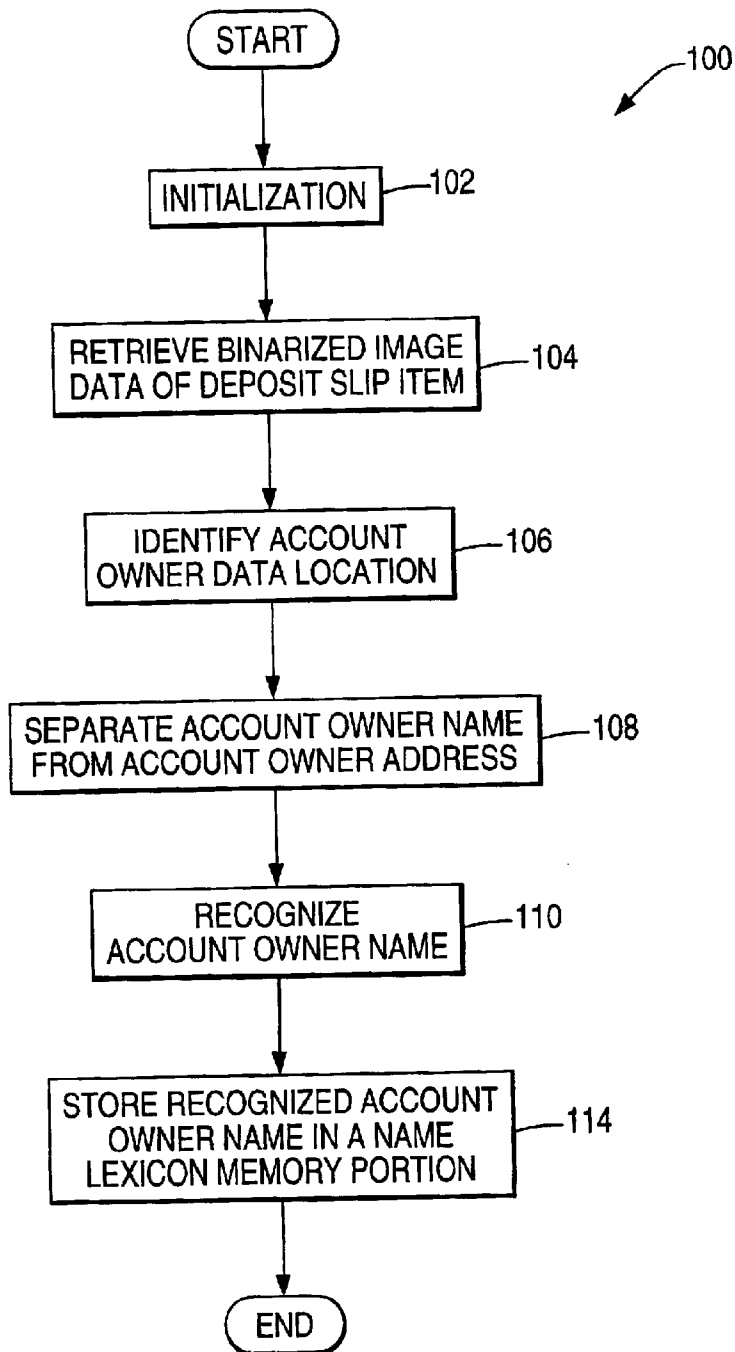 START
100
INITIALIZATION
102
RETRIEVE BINARIZED IMAGE
DATA OF DEPOSIT SLIP ITEM
104
IDENTIFY ACCOUNT
OWNER DATA LOCATION
106
SEPARATE ACCOUNT OWNER NAME
FROM ACCOUNT OWNER ADDRESS
108
RECOGNIZE
ACCOUNT OWNER NAME
110
STORE RECOGNIZED ACCOUNT
OWNER NAME IN A NAME
LEXICON MEMORY PORTION
114
END